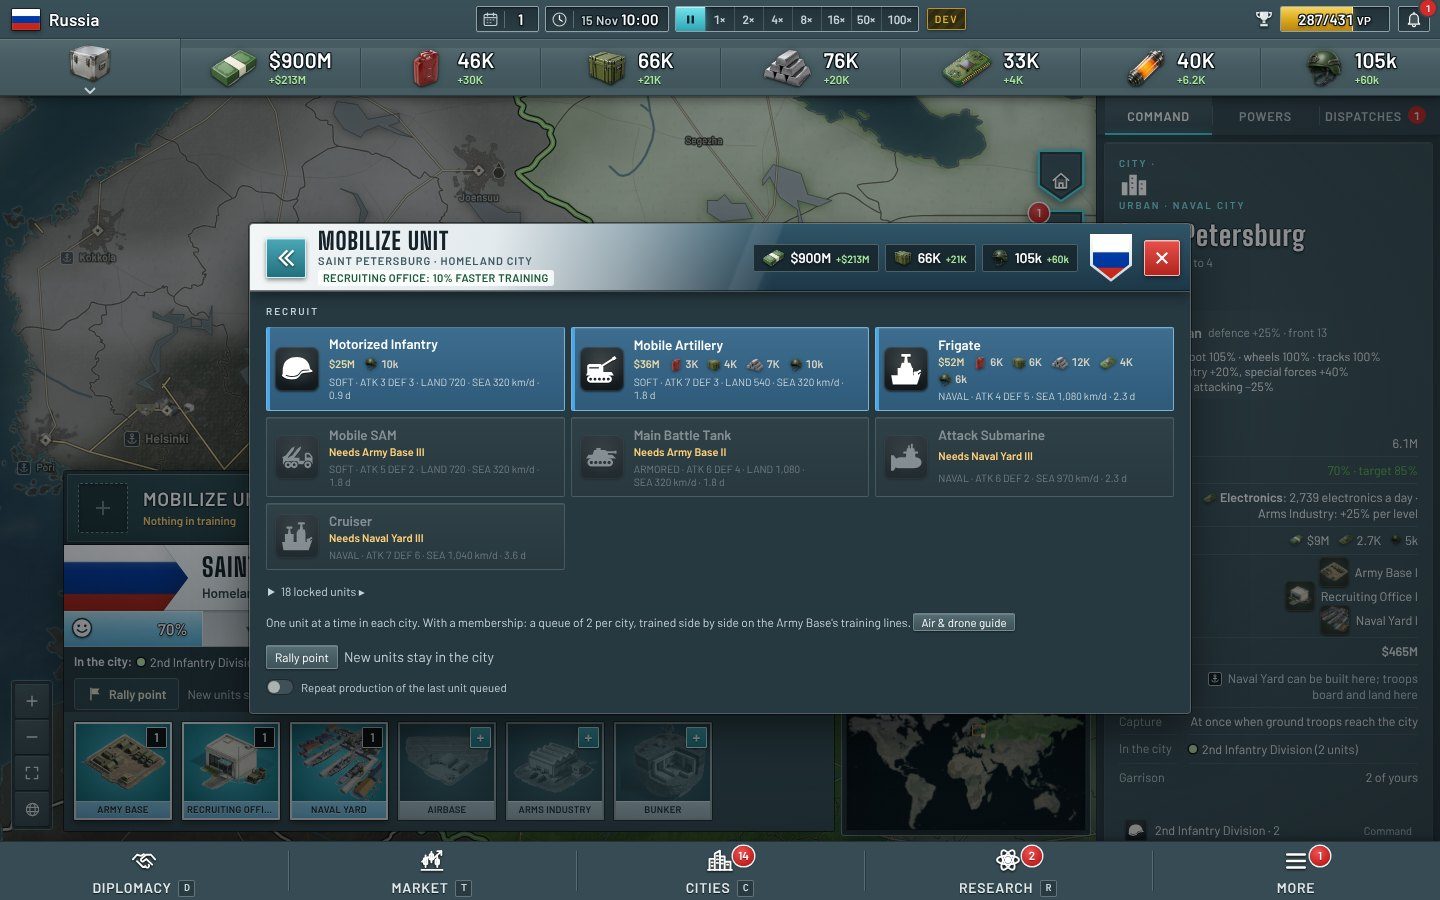 Russia
1
15 Nov 10:00
1× 2× 4× 8× 16× 50× 100×
DEV
287/431 VP
1
$900M
+$213M
46K
+30K
66K
+21K
76K
+20K
33K
+4K
40K
+6.2K
105k
+60k
COMMAND
POWERS
DISPATCHES 1
Segezha
Joensuu
Kokkola
Helsinki
Pori
1
CITY ·
URBAN · NAVAL CITY
Petersburg
to 4
defence +25% · front 13
105% · wheels 100% · tracks 100%
+20%, special forces +40%
attacking −25%
6.1M
70% · target 85%
Electronics: 2,739 electronics a day ·
Arms Industry: +25% per level
$9M 2.7K 5k
Army Base I
Recruiting Office I
Naval Yard I
$465M
Naval Yard can be built here; troops
board and land here
Capture At once when ground troops reach the city
In the city 2nd Infantry Division (2 units)
Garrison 2 of yours
2nd Infantry Division · 2 Command
MOBILIZE UNIT
SAINT PETERSBURG · HOMELAND CITY
RECRUITING OFFICE: 10% FASTER TRAINING
$900M +$213M
66K +21K
105k +60k
RECRUIT
Motorized Infantry
$25M 10k
SOFT · ATK 3 DEF 3 · LAND 720 · SEA 320 km/d ·
0.9 d
Mobile Artillery
$36M 3K 4K 7K 10k
SOFT · ATK 7 DEF 3 · LAND 540 · SEA 320 km/d ·
1.8 d
Frigate
$52M 6K 6K 12K 4K
6k
NAVAL · ATK 4 DEF 5 · SEA 1,080 km/d · 2.3 d
Mobile SAM
Needs Army Base III
SOFT · ATK 5 DEF 2 · LAND 720 · SEA 320 km/d ·
1.8 d
Main Battle Tank
Needs Army Base II
ARMORED · ATK 6 DEF 4 · LAND 1,080 ·
SEA 320 km/d · 1.8 d
Attack Submarine
Needs Naval Yard III
NAVAL · ATK 6 DEF 2 · SEA 970 km/d · 2.3 d
Cruiser
Needs Naval Yard III
NAVAL · ATK 7 DEF 6 · SEA 1,040 km/d · 3.6 d
18 locked units
One unit at a time in each city. With a membership: a queue of 2 per city, trained side by side on the Army Base's training lines. Air & drone guide
Rally point New units stay in the city
Repeat production of the last unit queued
MOBILIZE
Nothing in training
70%
In the city: 2nd Infantry
Rally point New units
1
ARMY BASE
1
RECRUITING OFFI...
1
NAVAL YARD
AIRBASE
ARMS INDUSTRY
BUNKER
DIPLOMACY D
MARKET T
14
CITIES C
2
RESEARCH R
1
MORE